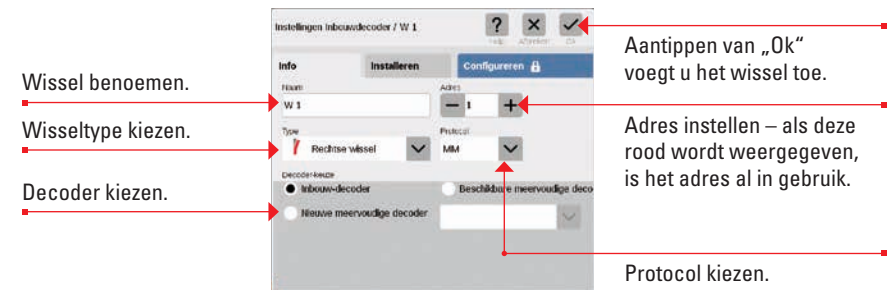 Instellingen Inbouwdecoder / W 1
?
Help
Afbreken
Ok
Info
Installeren
Configureren
Naam
Adres
W 1
1
Type
Protocol
Rechtse wissel
MM
Decoder-keuze
Inbouw-decoder
Beschikbare meervoudige deco
Nieuwe meervoudige decoder
Wissel benoemen.
Wisseltype kiezen.
Decoder kiezen.
Aantippen van „Ok“
voegt u het wissel toe.
Adres instellen – als deze
rood wordt weergegeven,
is het adres al in gebruik.
Protocol kiezen.